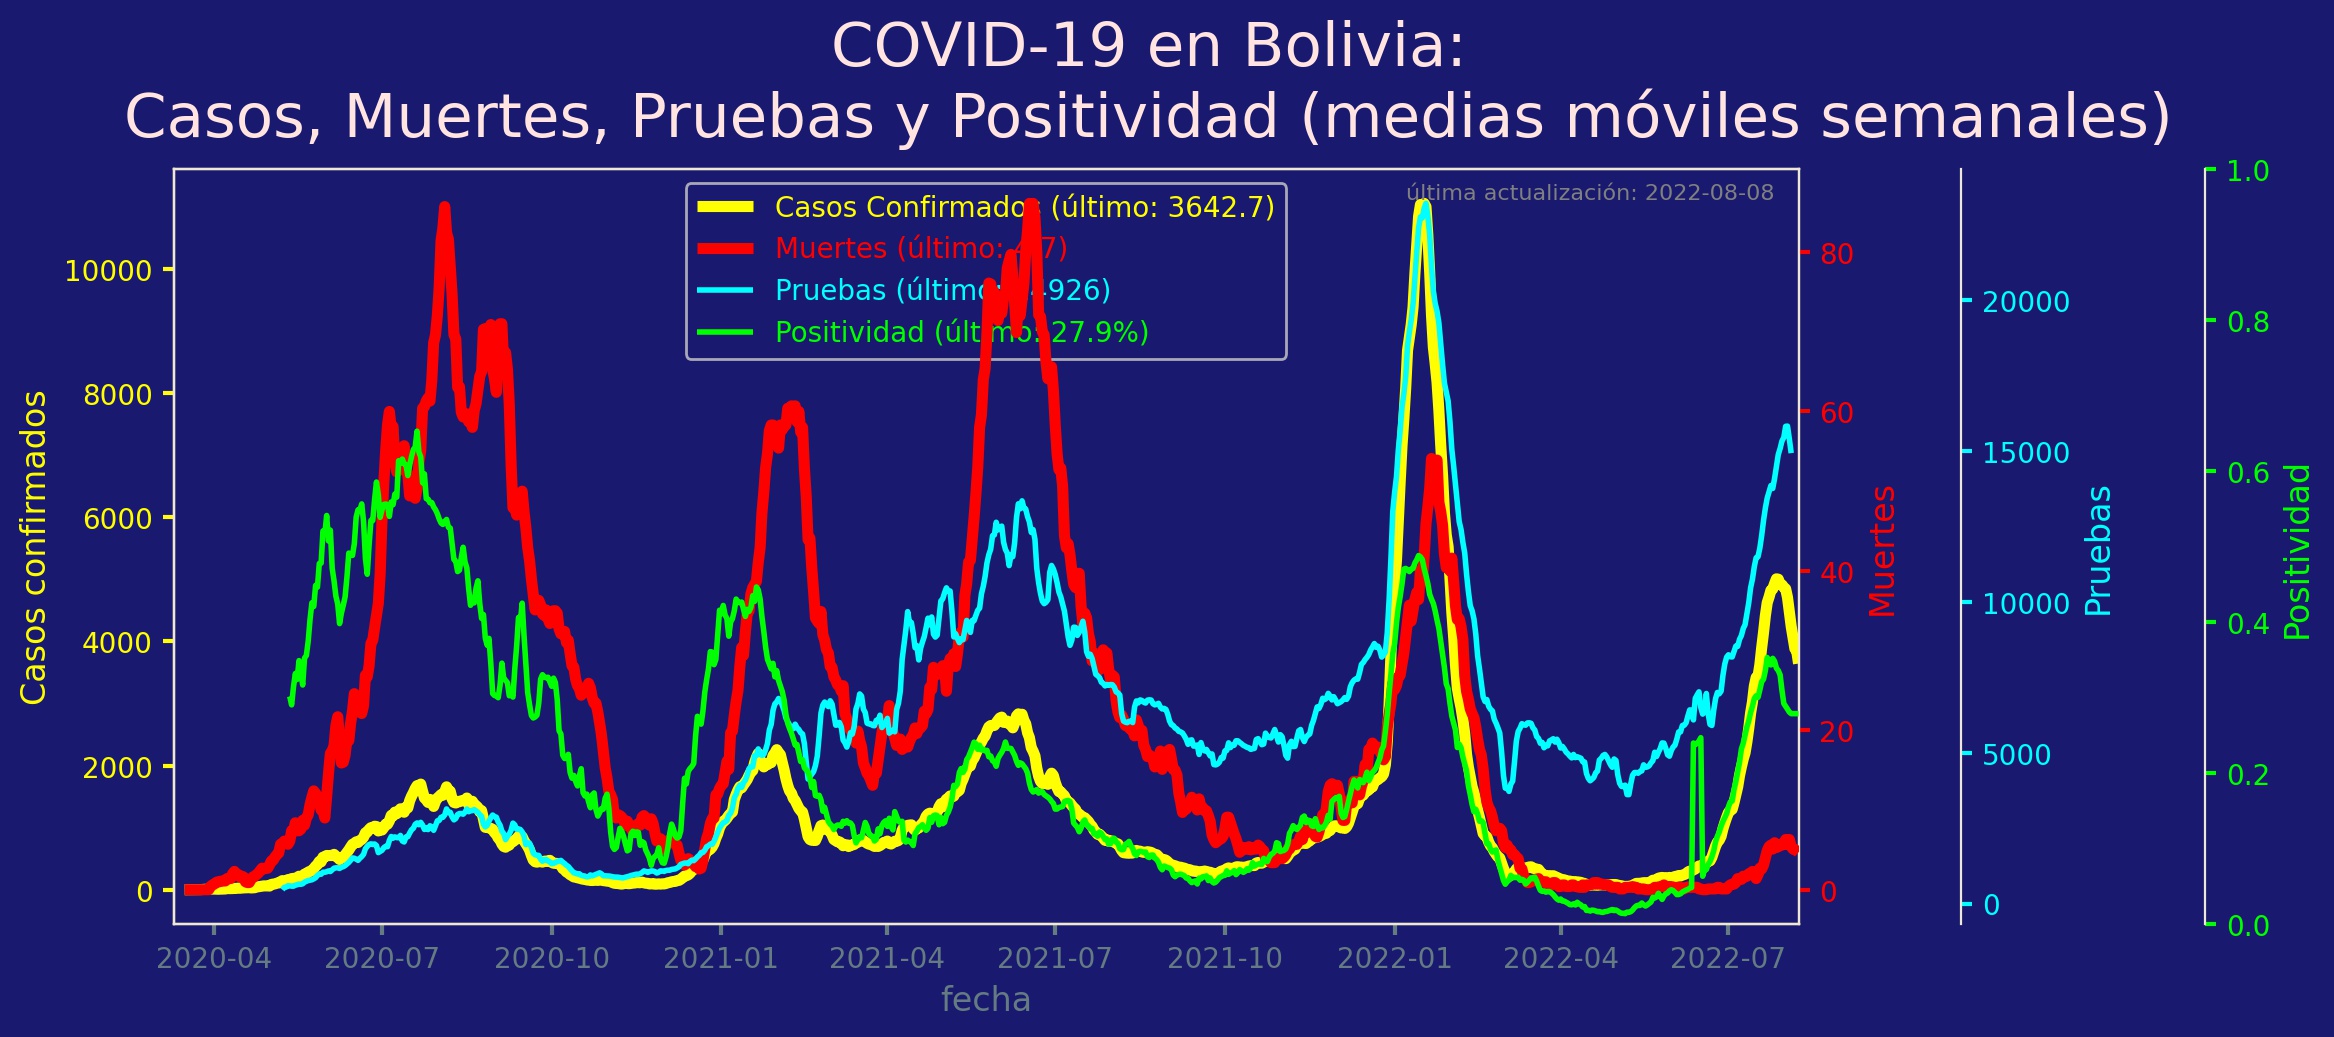 COVID-19 en Bolivia:
Casos, Muertes, Pruebas y Positividad (medias móviles semanales)
última actualización: 2022-08-08
Casos Confirmados (último: 3642.7)
Muertes (último: 4.7)
Pruebas (último: 14926)
Positividad (último: 27.9%)
Casos confirmados
10000
8000
6000
4000
2000
0
2020-04
2020-07
2020-10
2021-01
2021-04
2021-07
2021-10
2022-01
2022-04
2022-07
fecha
80
60
40
20
0
Muertes
20000
15000
10000
5000
0
Pruebas
1.0
0.8
0.6
0.4
0.2
0.0
Positividad